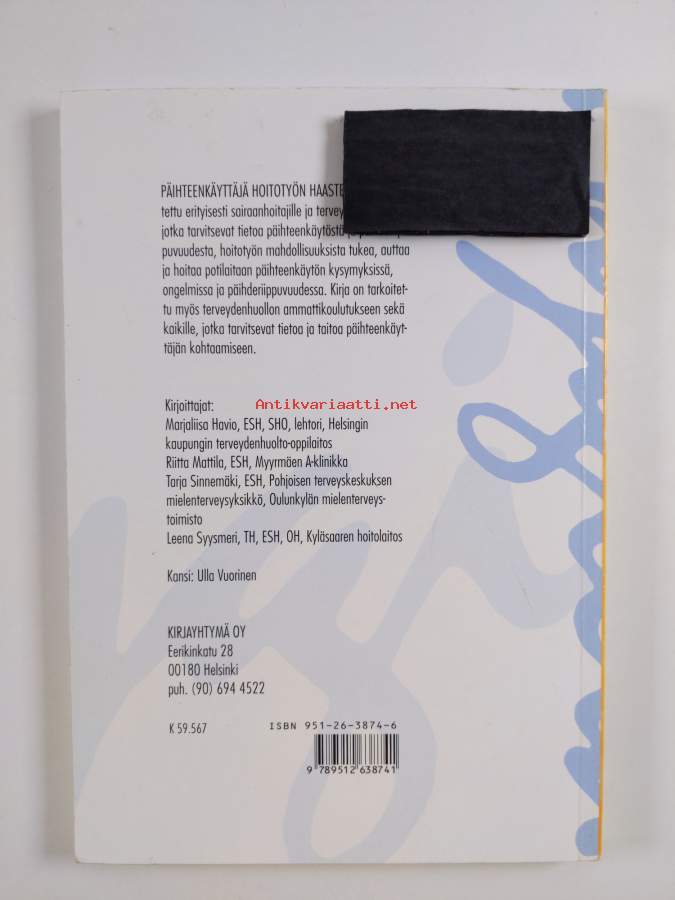 PÄIHTEENKÄYTTÄJÄ HOITOTYÖN
tettu erityisesti sairaanhoitajille ja
jotka tarvitsevat tietoa päihteenkäytöstä
puvuudesta, hoitotyön mahdollisuuksista tukea, auttaa
ja hoitaa potilaitaan päihteenkäytön kysymyksissä,
ongelmissa ja päihderiippuvuudessa. Kirja on tarkoitet-
tu myös terveydenhuollon ammattikoulutukseen sekä
kaikille, jotka tarvitsevat tietoa ja taitoa päihteenkäyt-
täjän kohtaamiseen.
Antikvariaatti.net
Kirjoittajat:
Marjaliisa Havio, ESH, SHO, lehtori, Helsingin
kaupungin terveydenhuolto-oppilaitos
Riitta Mattila, ESH, Myyrmäen A-klinikka
Tarja Sinnemäki, ESH, Pohjoisen terveyskeskuksen
mielenterveysyksikkö, Oulunkylän mielenterveys-
toimisto
Leena Syysmeri, TH, ESH, OH, Kyläsaaren hoitolaitos
Kansi: Ulla Vuorinen
KIRJAYHTYMÄ OY
Eerikinkatu 28
00180 Helsinki
puh. (90) 694 4522
K 59.567
ISBN 951-26-3874-6
9 789512 638741